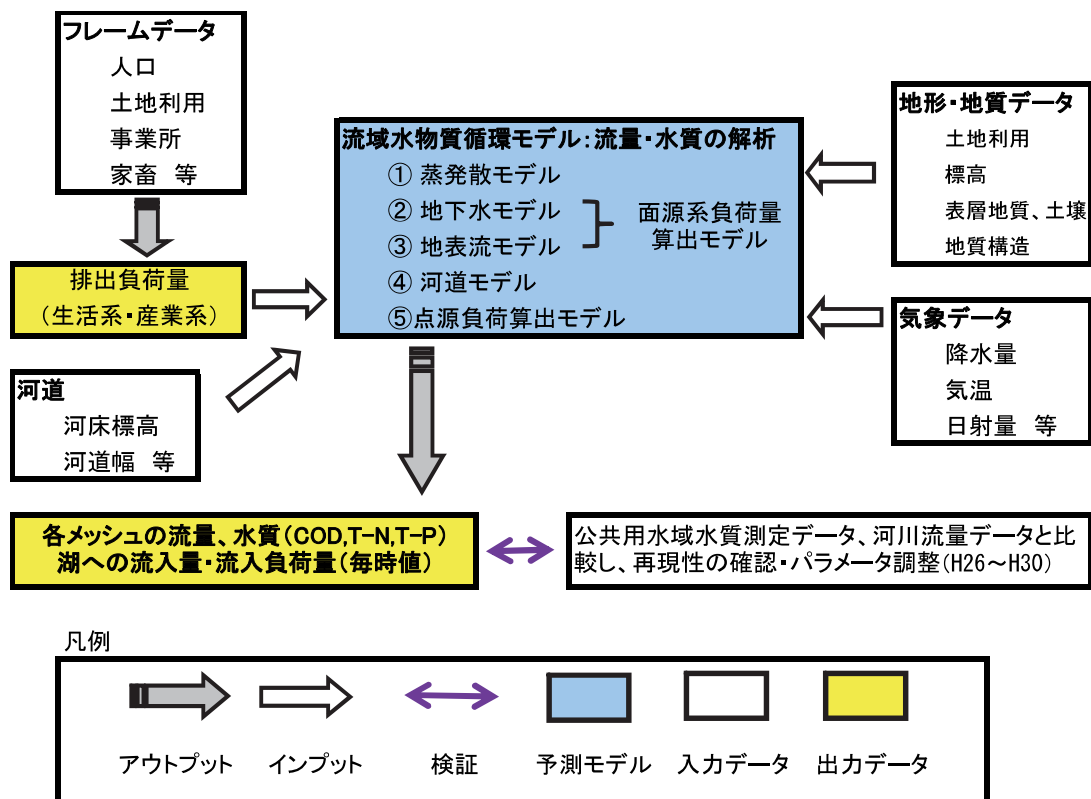 フレームデータ
人口
土地利用
事業所
家畜 等
排出負荷量
(生活系・産業系)
河道
河床標高
河道幅 等
流域水物質循環モデル:流量・水質の解析
① 蒸発散モデル
② 地下水モデル
③ 地表流モデル
④ 河道モデル
⑤点源負荷算出モデル
面源系負荷量
算出モデル
地形・地質データ
土地利用
標高
表層地質、土壌
地質構造
気象データ
降水量
気温
日射量 等
各メッシュの流量、水質(COD,T-N,T-P)
湖への流入量・流入負荷量(毎時値)
公共用水域水質測定データ、河川流量データと比
較し、再現性の確認・パラメータ調整(H26~H30)
凡例
アウトプット
インプット
検証
予測モデル
入力データ
出力データ